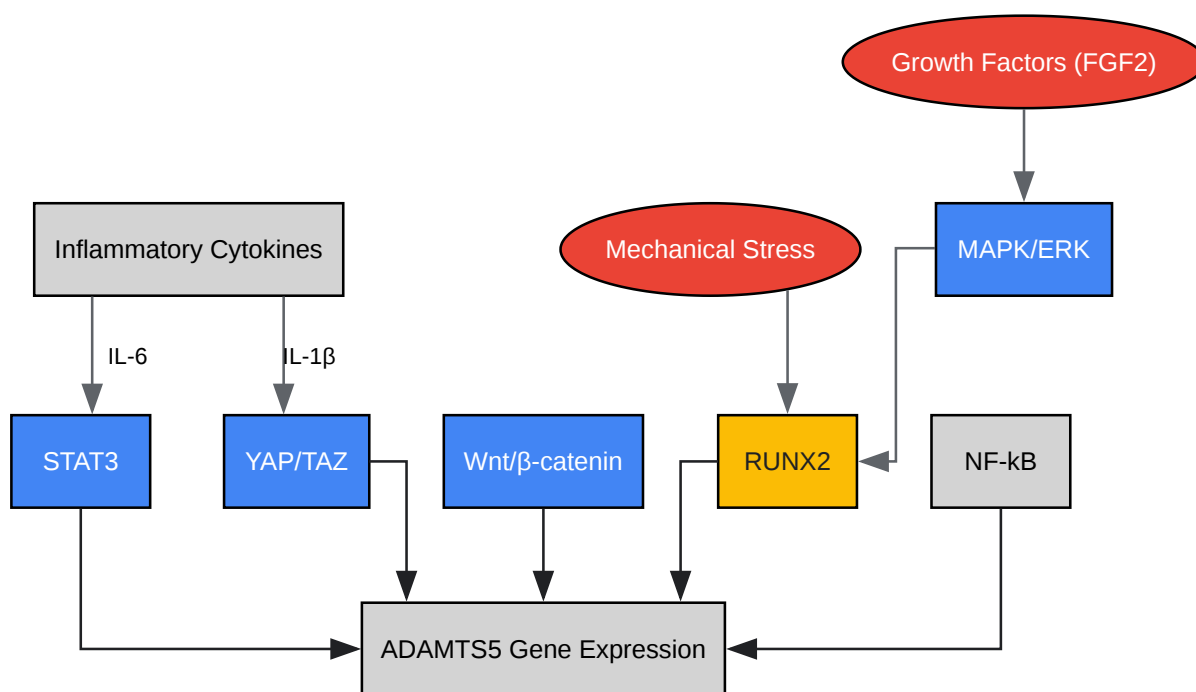 Growth Factors (FGF2)
Inflammatory Cytokines
Mechanical Stress
MAPK/ERK
IL-6
IL-1β
STAT3
YAP/TAZ
Wnt/β-catenin
RUNX2
NF-kB
ADAMTS5 Gene Expression